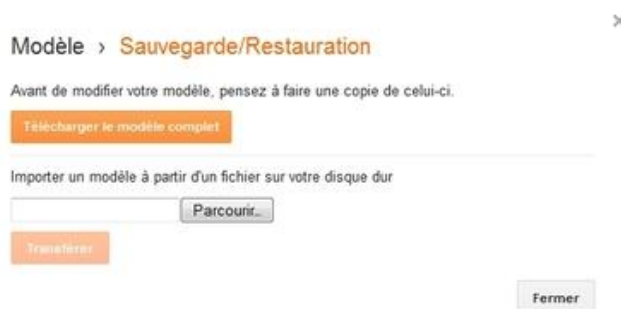 Modèle › Sauvegarde/Restauration
Avant de modifier votre modèle, pensez à faire une copie de celui-ci.
Télécharger le modèle complet
Importer un modèle à partir d'un fichier sur votre disque dur
Parcourir_
Transférer
Fermer